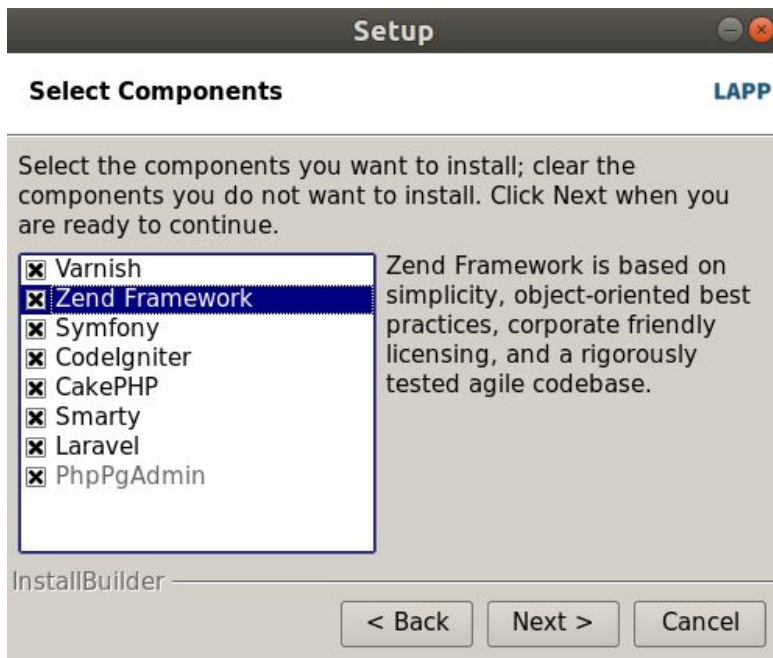 Setup
Select Components
LAPP
Select the components you want to install; clear the
components you do not want to install. Click Next when you
are ready to continue.
Varnish
Zend Framework
Symfony
CodeIgniter
CakePHP
Smarty
Laravel
PhpPgAdmin
Zend Framework is based on
simplicity, object-oriented best
practices, corporate friendly
licensing, and a rigorously
tested agile codebase.
InstallBuilder
< Back
Next >
Cancel